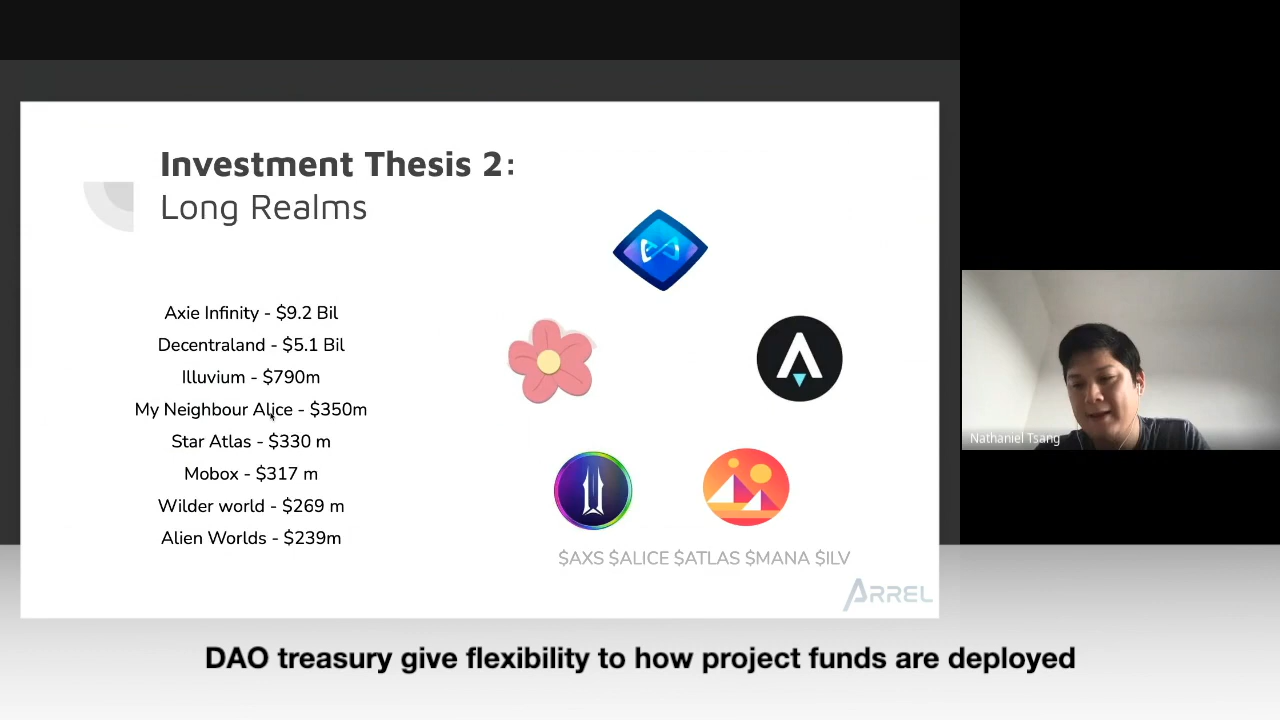 Investment Thesis 2:
Long Realms
Axie Infinity - $9.2 Bil
Decentraland - $5.1 Bil
Illuvium - $790m
My Neighbour Alice - $350m
Star Atlas - $330 m
Mobox - $317 m
Wilder world - $269 m
Alien Worlds - $239m
$AXS $ALICE $ATLAS $MANA $ILV
ARREL
Nathaniel Tsang
DAO treasury give flexibility to how project funds are deployed